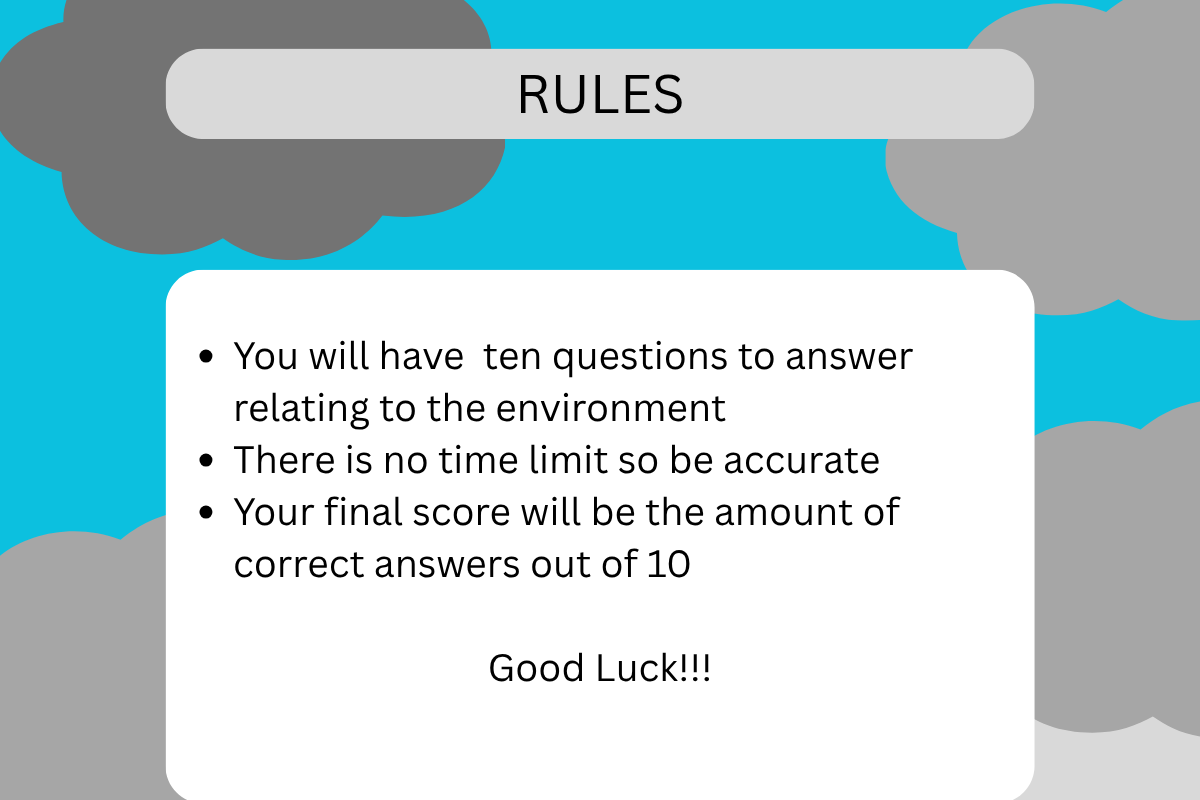 RULES
• You will have  ten questions to answer
relating to the environment
• There is no time limit so be accurate
• Your final score will be the amount of
correct answers out of 10
Good Luck!!!